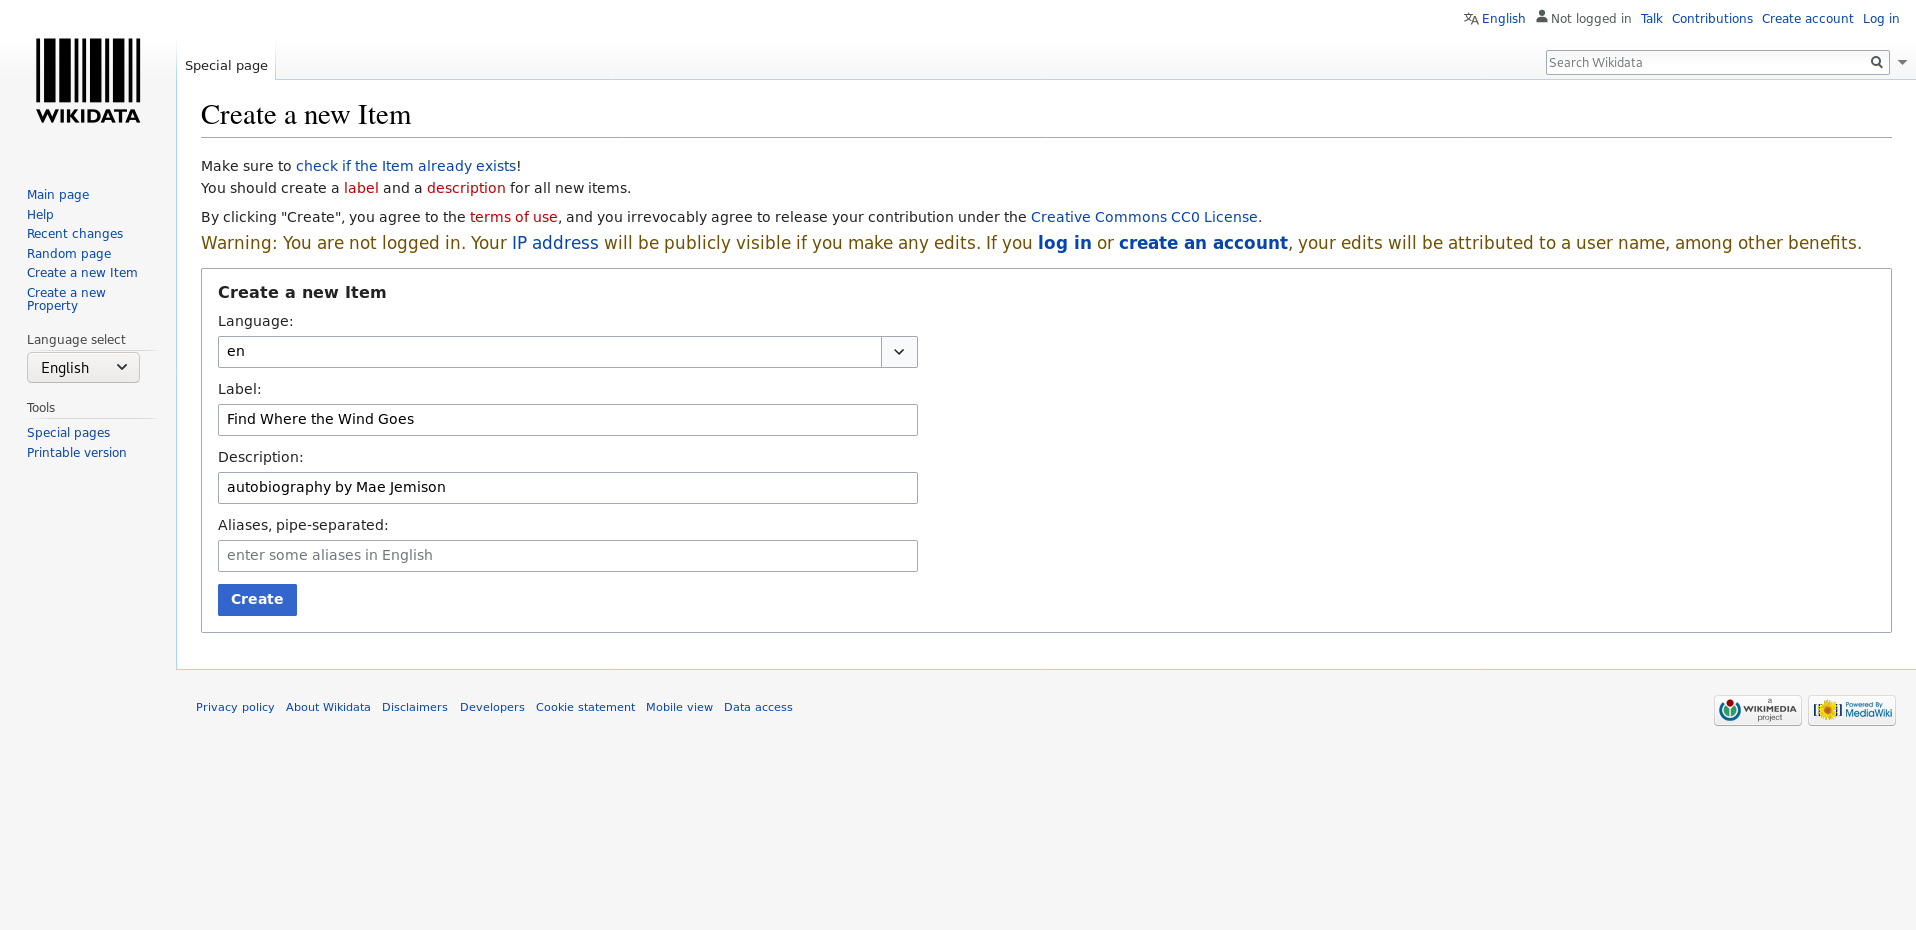 English Not logged in Talk Contributions Create account Log in
WIKIDATA
Special page
Search Wikidata
Create a new Item
Make sure to check if the Item already exists!
You should create a label and a description for all new items.
By clicking "Create", you agree to the terms of use, and you irrevocably agree to release your contribution under the Creative Commons CC0 License.
Warning: You are not logged in. Your IP address will be publicly visible if you make any edits. If you log in or create an account, your edits will be attributed to a user name, among other benefits.
Create a new Item
Language:
en
Label:
Find Where the Wind Goes
Description:
autobiography by Mae Jemison
Aliases, pipe-separated:
enter some aliases in English
Create
Main page
Help
Recent changes
Random page
Create a new Item
Create a new
Property
Language select
English
Tools
Special pages
Printable version
Privacy policy About Wikidata Disclaimers Developers Cookie statement Mobile view Data access
a
WIKIMEDIA
project
Powered By
MediaWiki